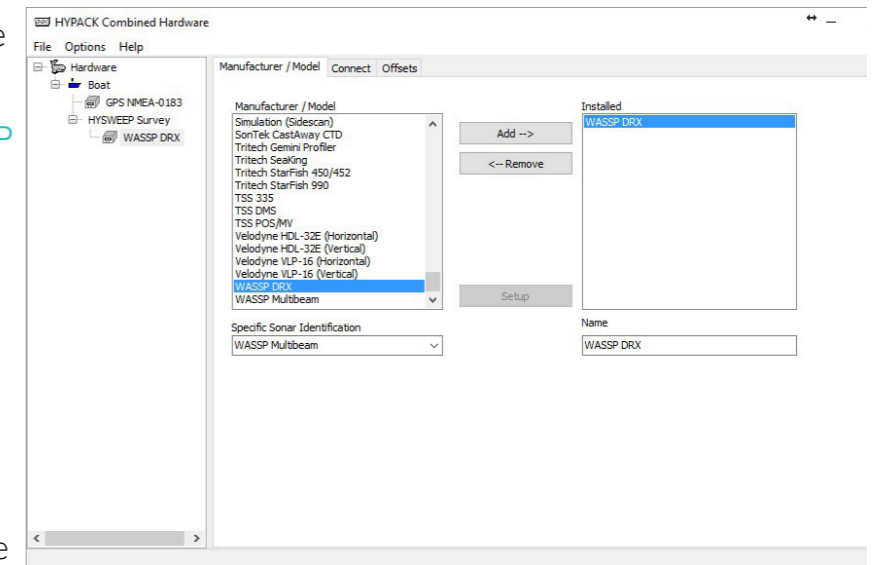 HYPACK Combined Hardware
File Options Help
Hardware
Boat
GPS NMEA-0183
HYSWEEP Survey
WASSP DRX
Manufacturer / Model Connect Offsets
Manufacturer / Model
Simulation (Sidescan)
SonTek CastAway CTD
Tritech Gemini Profiler
Tritech SeaKing
Tritech StarFish 450/452
Tritech StarFish 990
TSS 335
TSS DMS
TSS POS/MV
Velodyne HDL-32E (Horizontal)
Velodyne HDL-32E (Vertical)
Velodyne VLP-16 (Horizontal)
Velodyne VLP-16 (Vertical)
WASSP DRX
WASSP Multibeam
Specific Sonar Identification
WASSP Multibeam
Add -->
<-- Remove
Setup
Installed
WASSP DRX
Name
WASSP DRX